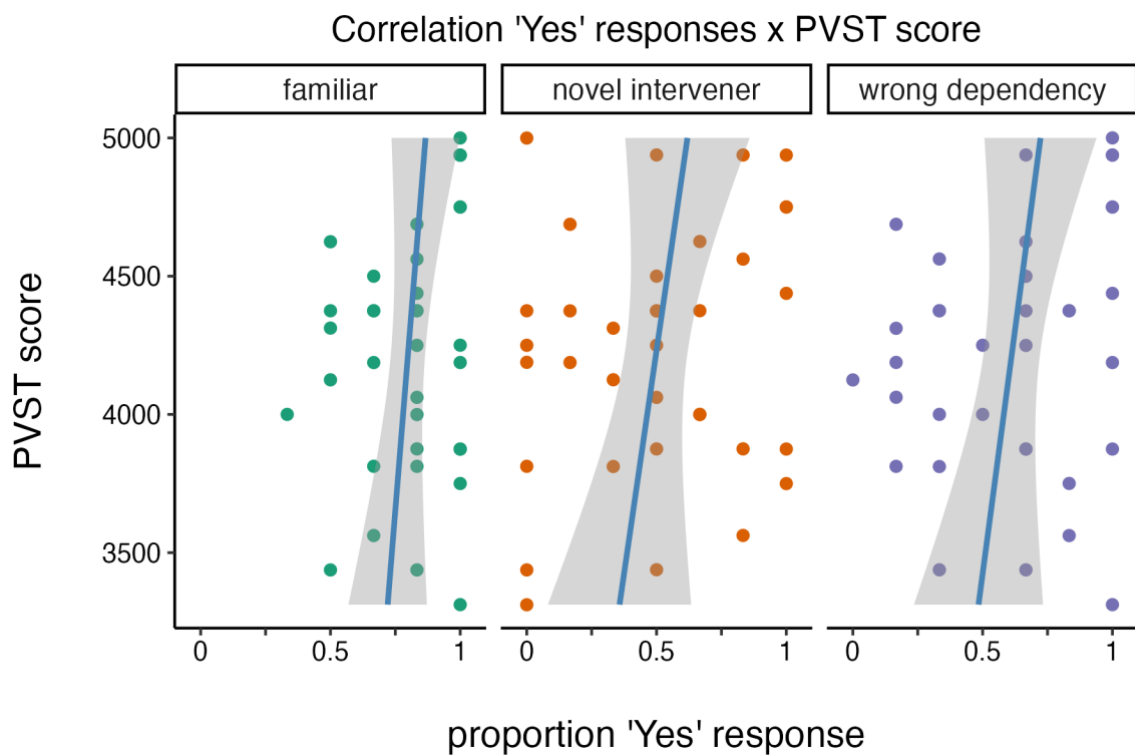 Correlation 'Yes' responses x PVST score
familiar
novel intervener
wrong dependency
PVST score
5000
4500
4000
3500
0 0.5 1
0 0.5 1
0 0.5 1
proportion 'Yes' response